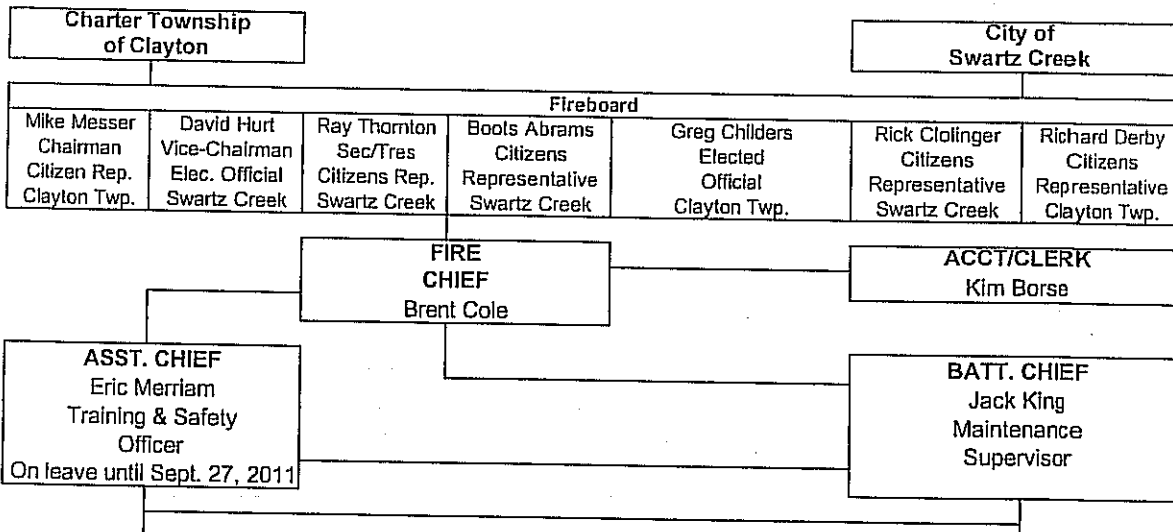 Charter Township
of Clayton
City of
Swartz Creek
Fireboard
Mike Messer
Chairman
Citizen Rep.
Clayton Twp.
David Hurt
Vice-Chairman
Elec. Official
Swartz Creek
Ray Thornton
Sec/Tres
Citizens Rep.
Swartz Creek
Boots Abrams
Citizens
Representative
Swartz Creek
Greg Childers
Elected
Official
Clayton Twp.
Rick Clolinger
Citizens
Representative
Swartz Creek
Richard Derby
Citizens
Representative
Clayton Twp.
FIRE
CHIEF
Brent Cole
ACCT/CLERK
Kim Borse
ASST. CHIEF
Eric Merriam
Training & Safety
Officer
On leave until Sept. 27, 2011
BATT. CHIEF
Jack King
Maintenance
Supervisor